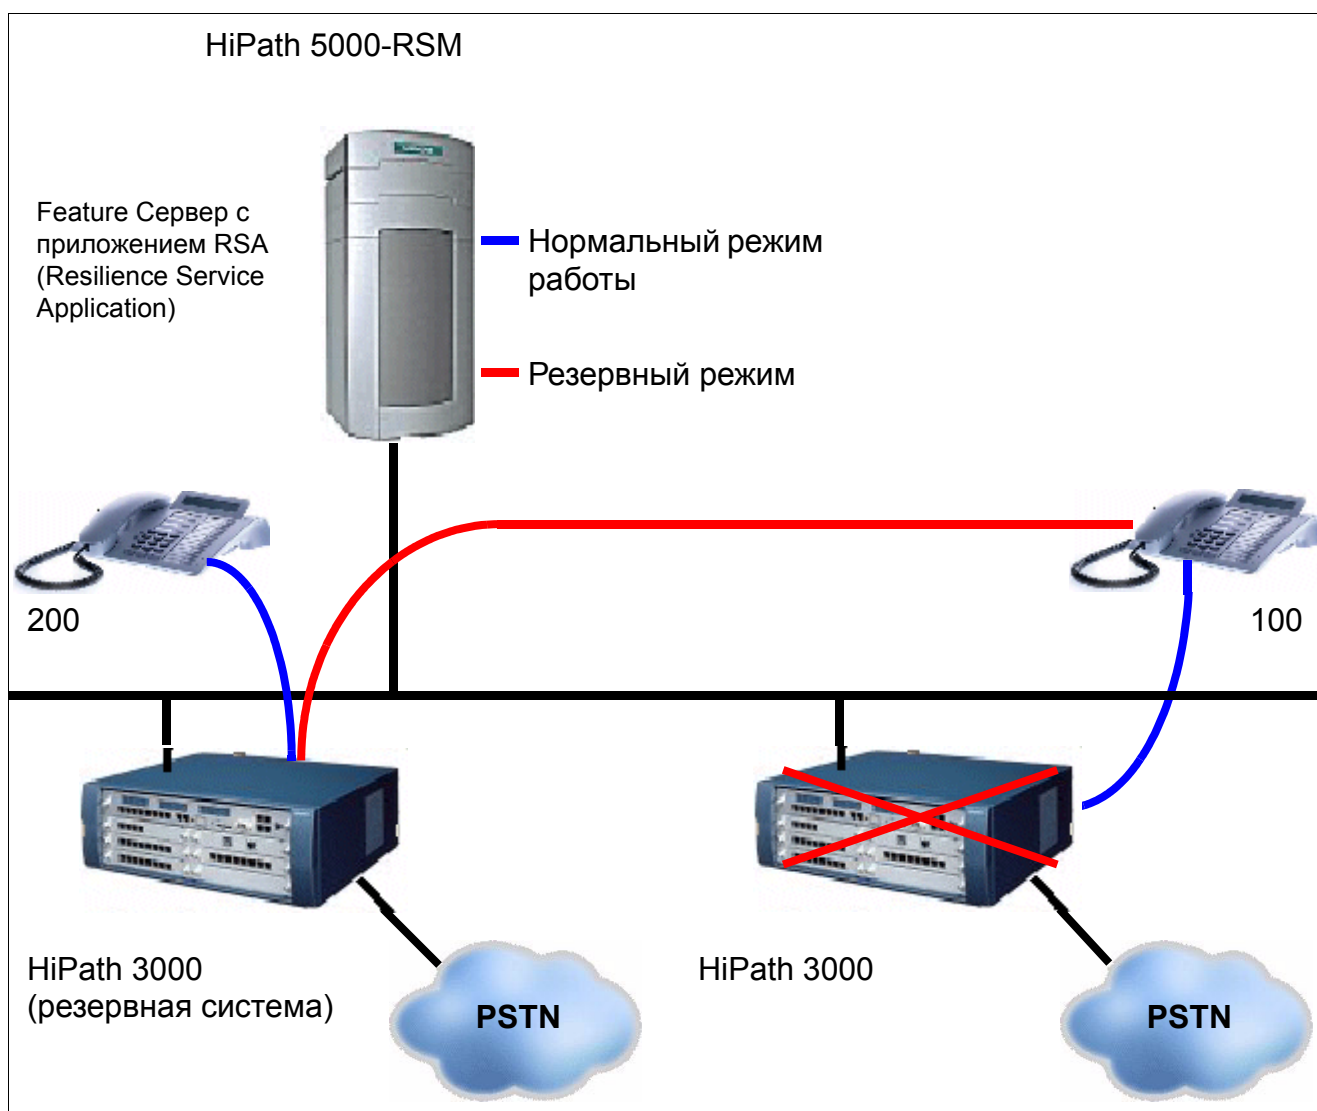 HiPath 5000-RSM
Feature Сервер с
приложением RSA
(Resilience Service
Application)
Нормальный режим
работы
Резервный режим
200
100
HiPath 3000
(резервная система)
PSTN
HiPath 3000
PSTN